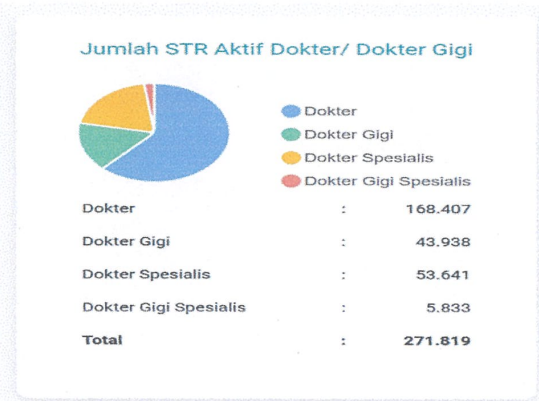 Jumlah STR Aktif Dokter/ Dokter Gigi
Dokter
Dokter Gigi
Dokter Spesialis
Dokter Gigi Spesialis
Dokter : 168.407
Dokter Gigi : 43.938
Dokter Spesialis : 53.641
Dokter Gigi Spesialis : 5.833
Total : 271.819